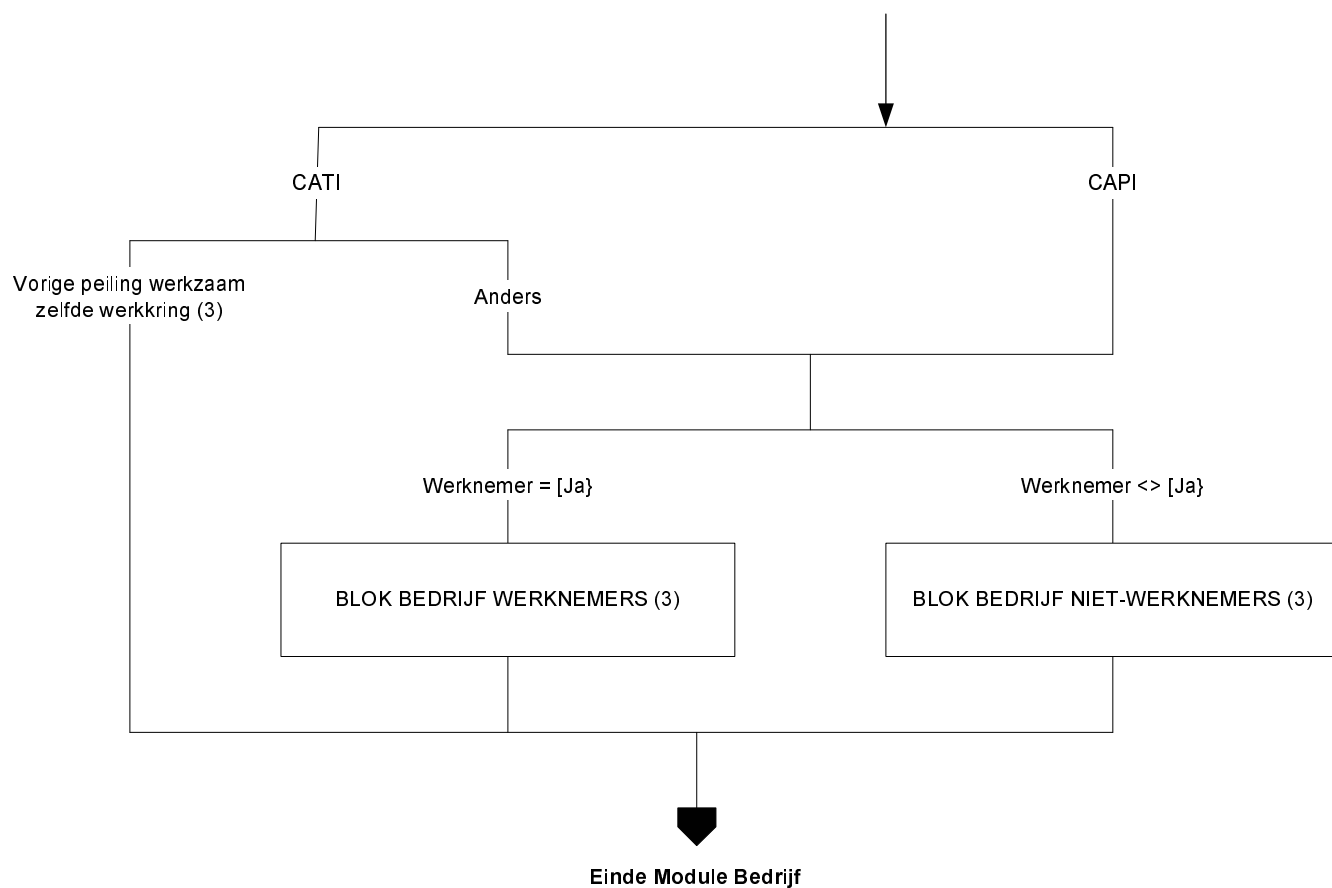 CATI
CAPI
Vorige peiling werkzaam
zelfde werkkring (3)
Anders
Werknemer = [Ja}
Werknemer <> [Ja}
BLOK BEDRIJF WERKNEMERS (3)
BLOK BEDRIJF NIET-WERKNEMERS (3)
Einde Module Bedrijf